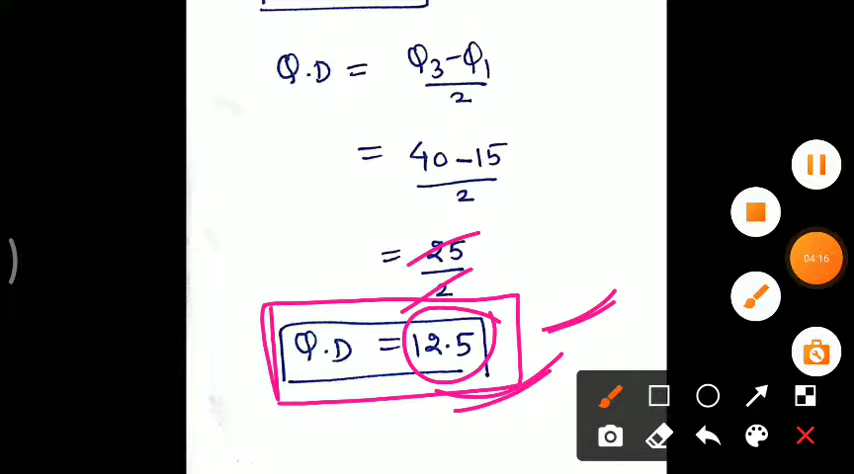 Q.D = Q3-Q1/2
= 40-15/2
= 25/2
Q.D = 12.5
04:16